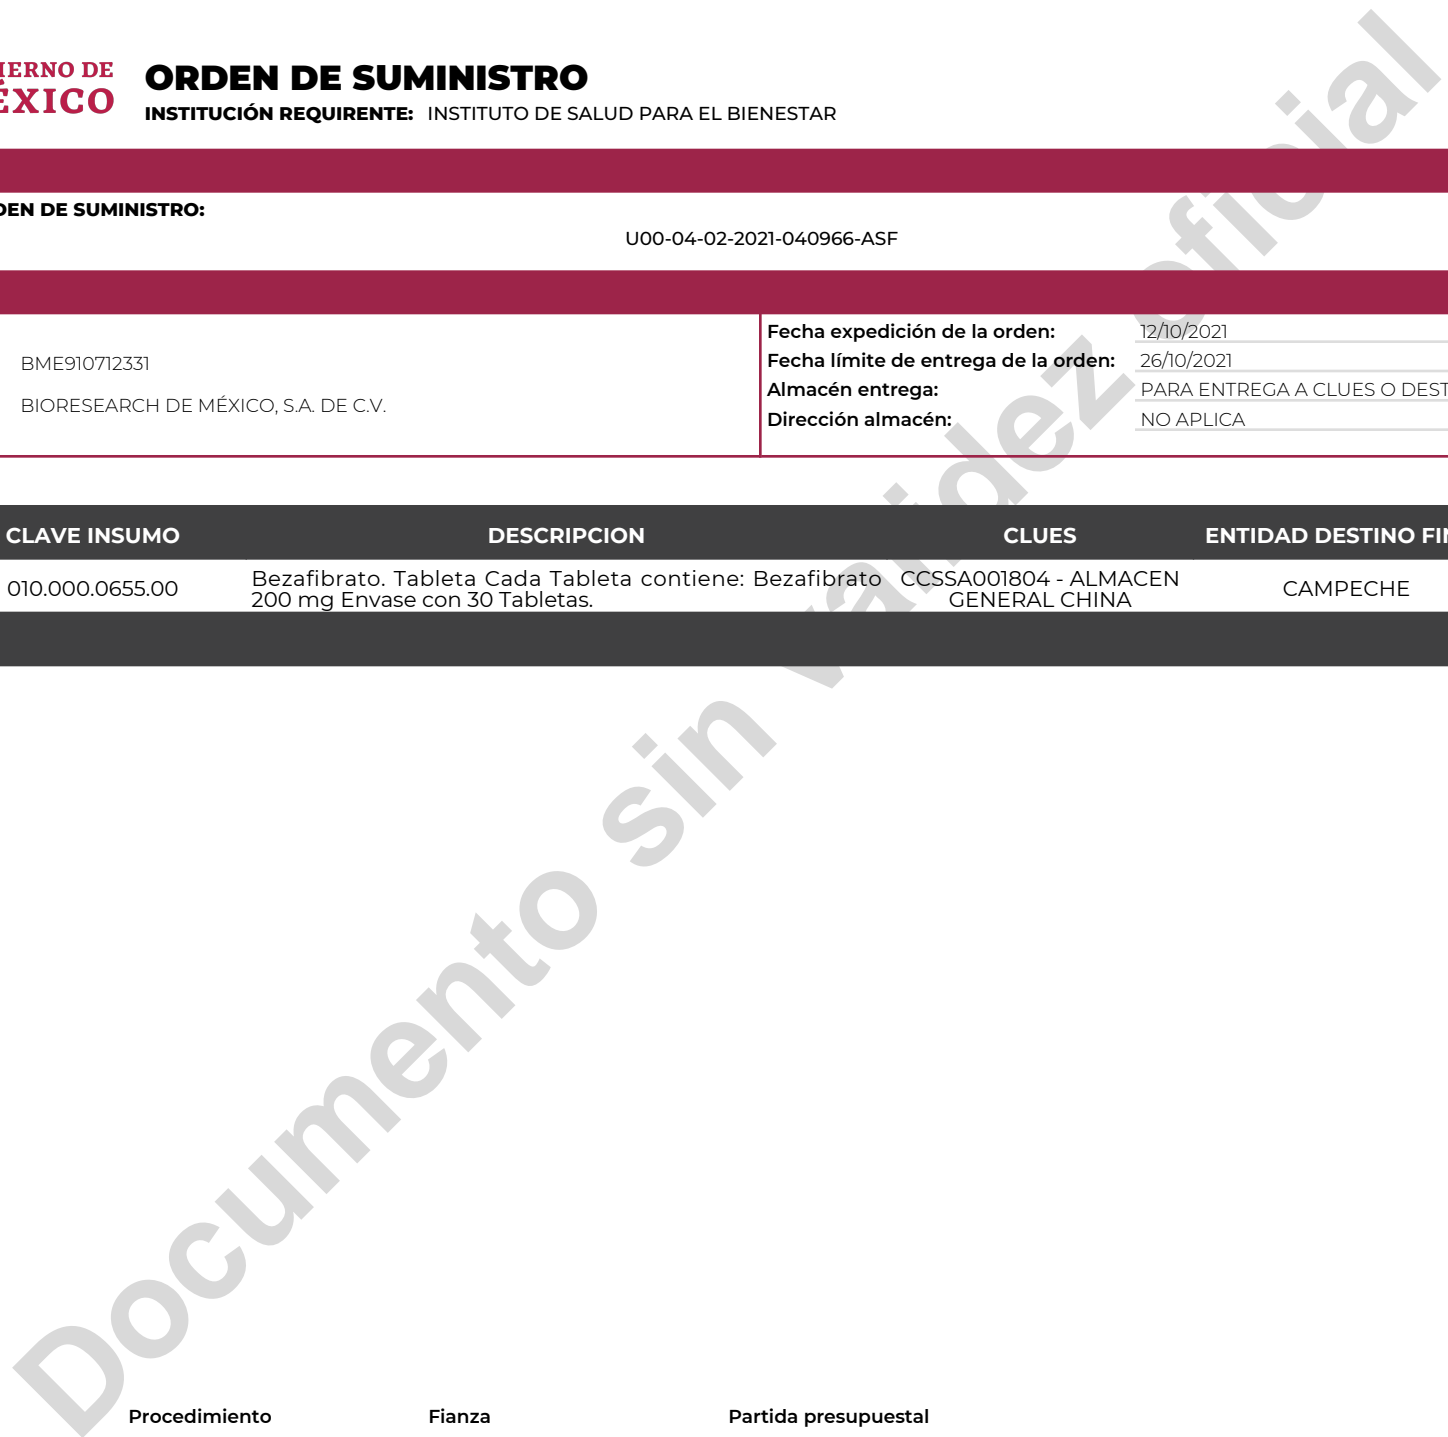 IERNO DE
ÉXICO
ORDEN DE SUMINISTRO
INSTITUCIÓN REQUIRENTE: INSTITUTO DE SALUD PARA EL BIENESTAR
DEN DE SUMINISTRO:
U00-04-02-2021-040966-ASF
BME910712331
BIORESEARCH DE MÉXICO, S.A. DE C.V.
Fecha expedición de la orden: 12/10/2021
Fecha límite de entrega de la orden: 26/10/2021
Almacén entrega: PARA ENTREGA A CLUES O DEST
Dirección almacén: NO APLICA
CLAVE INSUMO DESCRIPCION CLUES ENTIDAD DESTINO FIN
010.000.0655.00
Bezafibrato. Tableta Cada Tableta contiene: Bezafibrato
200 mg Envase con 30 Tabletas.
CCSSA001804 - ALMACEN
GENERAL CHINA
CAMPECHE
Documento sin validez oficial
Procedimiento Fianza Partida presupuestal